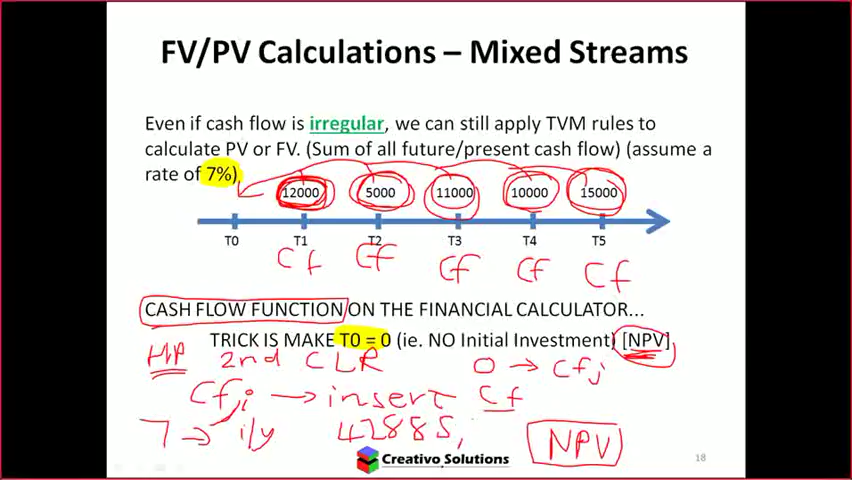 FV/PV Calculations – Mixed Streams
Even if cash flow is irregular, we can still apply TVM rules to
calculate PV or FV. (Sum of all future/present cash flow) (assume a
rate of 7%)
12000 5000 11000 10000 15000
T0 T1 T2 T3 T4 T5
Cf Cf Cf Cf Cf
CASH FLOW FUNCTION ON THE FINANCIAL CALCULATOR...
TRICK IS MAKE T0 = 0 (ie. NO Initial Investment) [NPV]
HP 2nd CLR 0 → Cfj
Cfj → insert Cf
7 → i/y 42885, NPV
Creativo Solutions 18